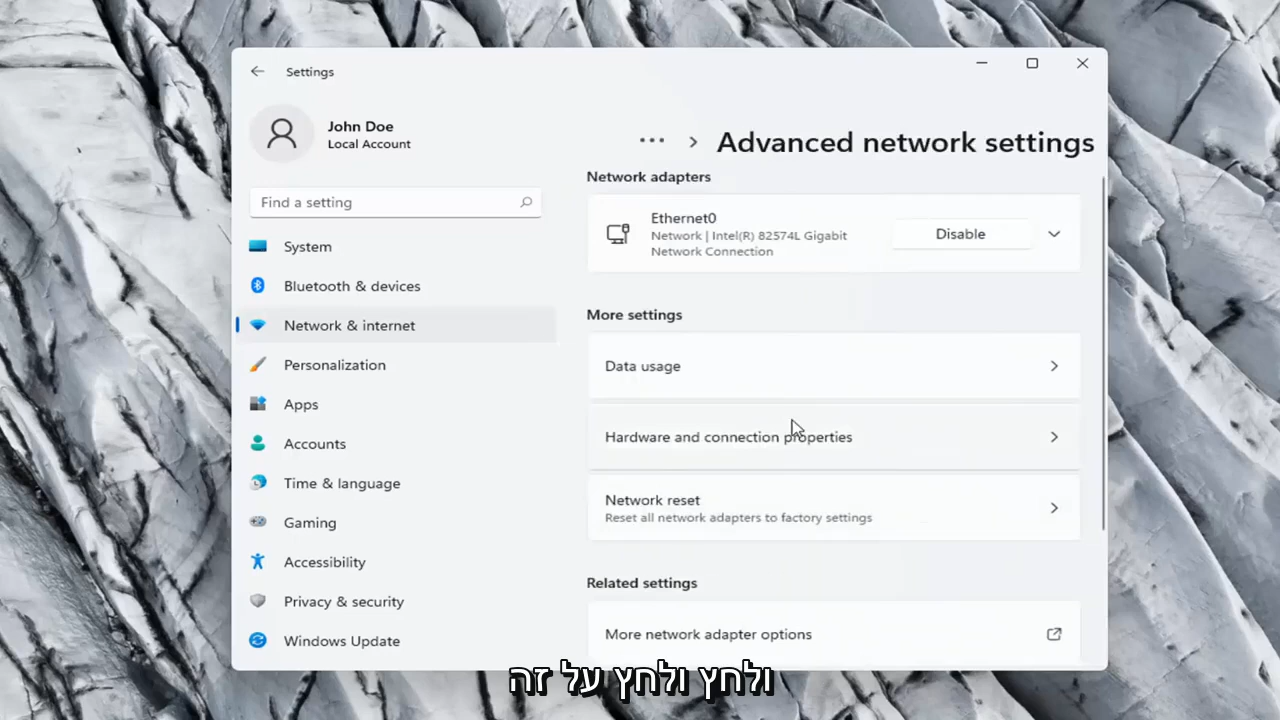 Settings
John Doe
Local Account
Find a setting
System
Bluetooth & devices
Network & internet
Personalization
Apps
Accounts
Time & language
Gaming
Accessibility
Privacy & security
Windows Update
Advanced network settings
Network adapters
Ethernet0
Network | Intel(R) 82574L Gigabit
Network Connection
Disable
More settings
Data usage
Hardware and connection properties
Network reset
Reset all network adapters to factory settings
Related settings
More network adapter options
ולחץ ולחץ על זה